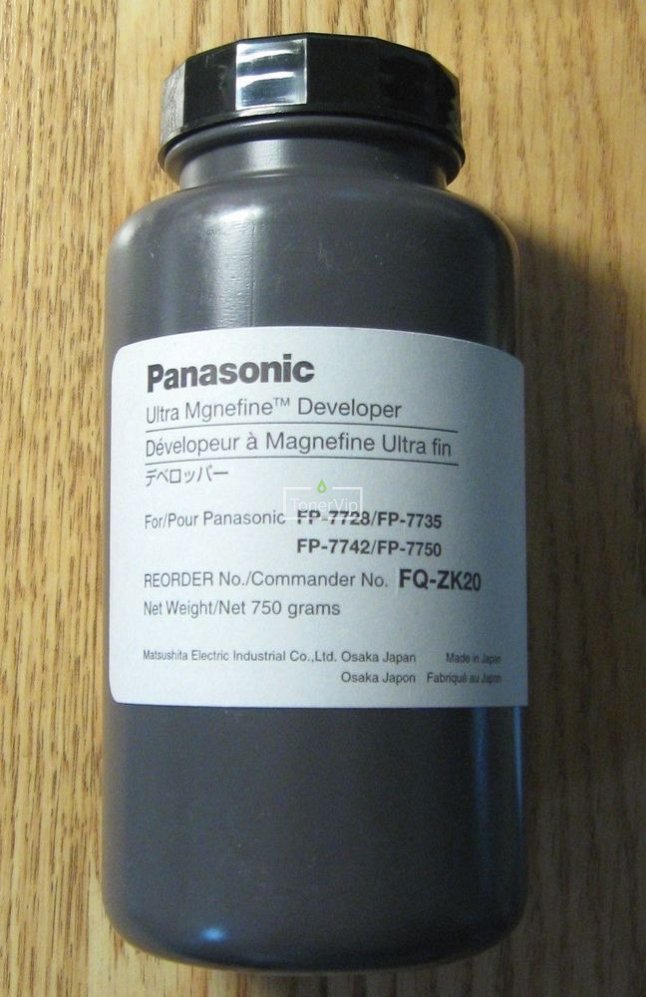 Panasonic
Ultra Mgnefine™ Developer
Dévelopeur à Magnefine Ultra fin
デベロッパー
TonerVip
For/Pour Panasonic FP-7728/FP-7735
FP-7742/FP-7750
REORDER No./Commander No. FQ-ZK20
Net Weight/Net 750 grams
Matsushita Electric Industrial Co.,Ltd. Osaka Japan Made in Japan
Osaka Japon Fabriqué au Japon